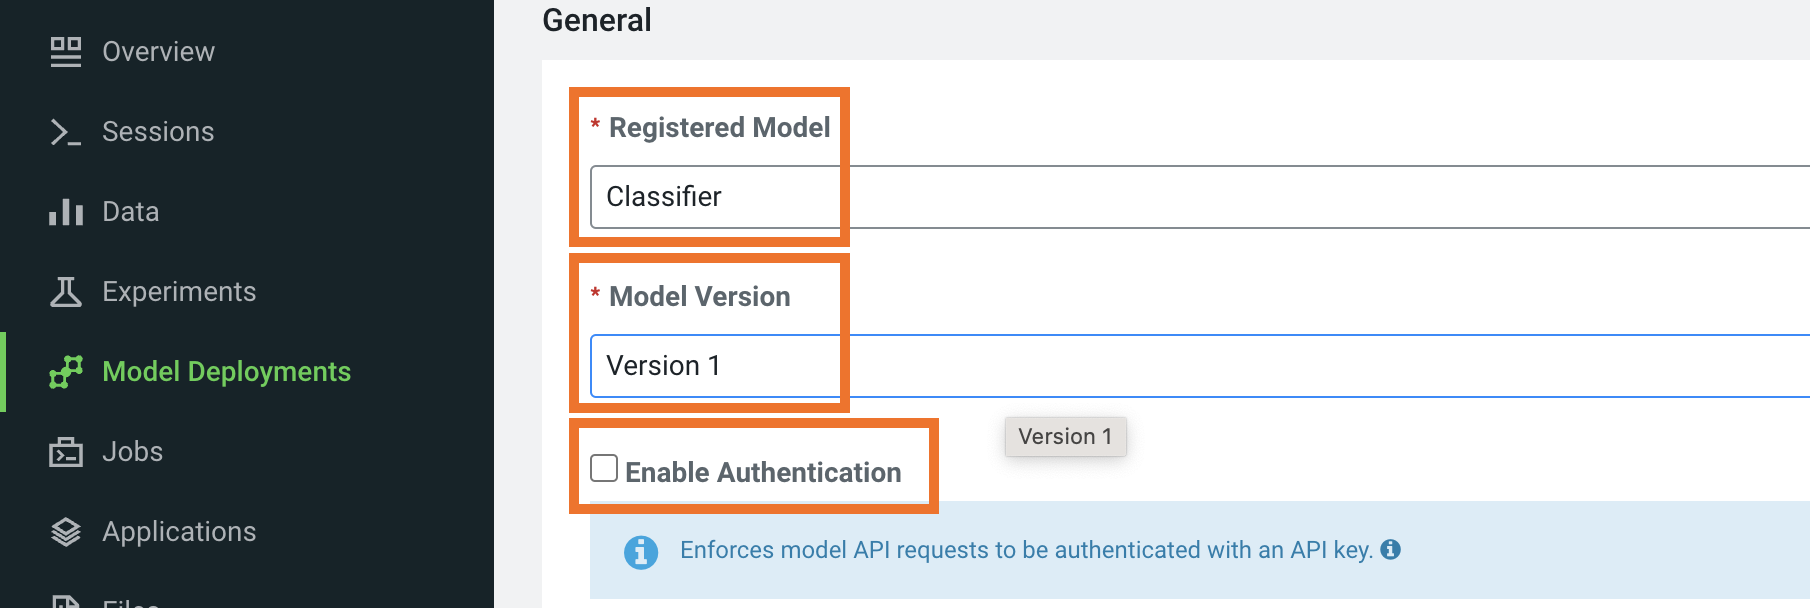 Overview
Sessions
Data
Experiments
Model Deployments
Jobs
Applications
Files
General
* Registered Model
Classifier
* Model Version
Version 1
Version 1
Enable Authentication
Enforces model API requests to be authenticated with an API key.